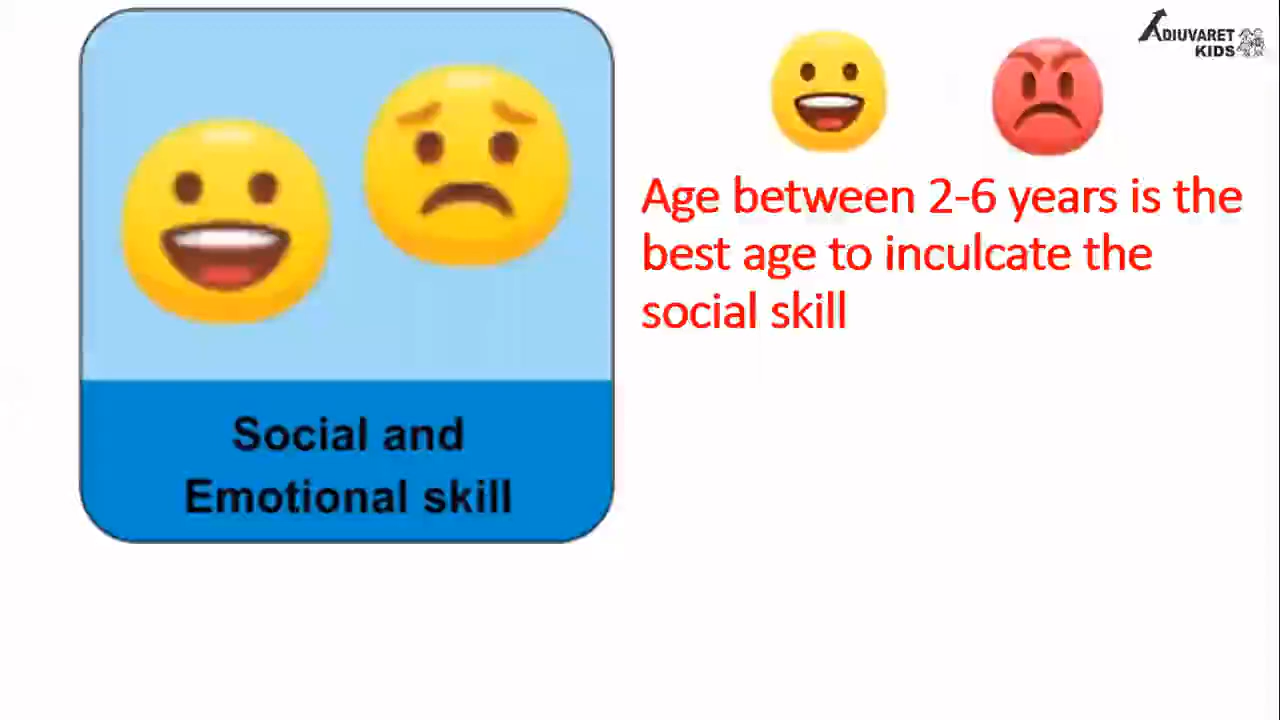 ADIUVARET
KIDS
Age between 2-6 years is the
best age to inculcate the
social skill
Social and
Emotional skill